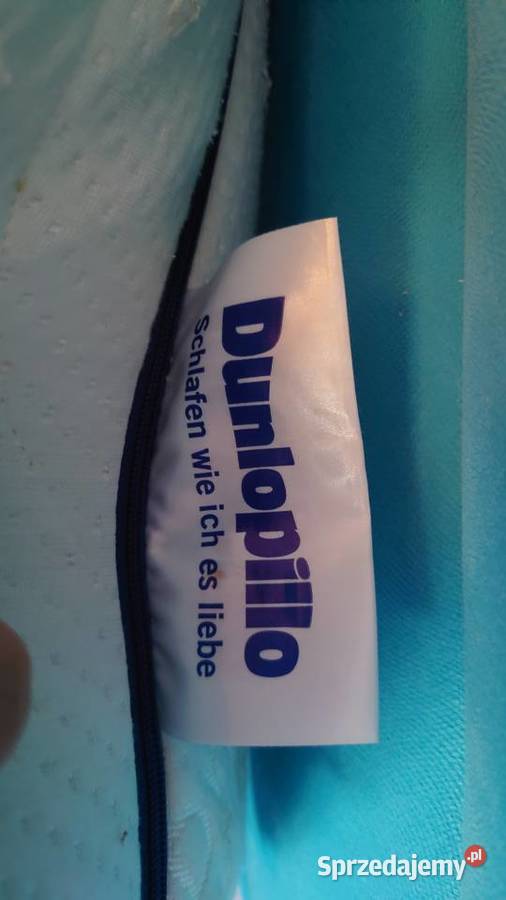 Dunlopillo
Schlafen wie ich es liebe
Sprzedajemy.pl